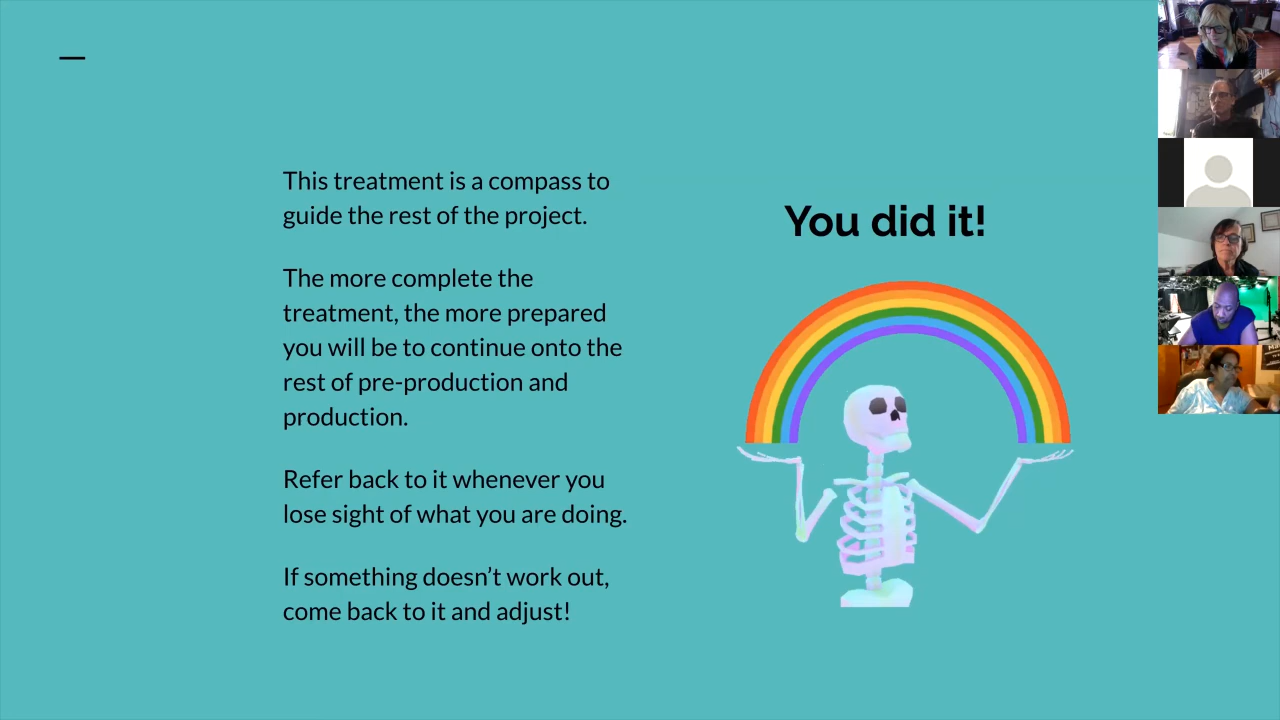 This treatment is a compass to
guide the rest of the project.
The more complete the
treatment, the more prepared
you will be to continue onto the
rest of pre-production and
production.
Refer back to it whenever you
lose sight of what you are doing.
If something doesn’t work out,
come back to it and adjust!
You did it!